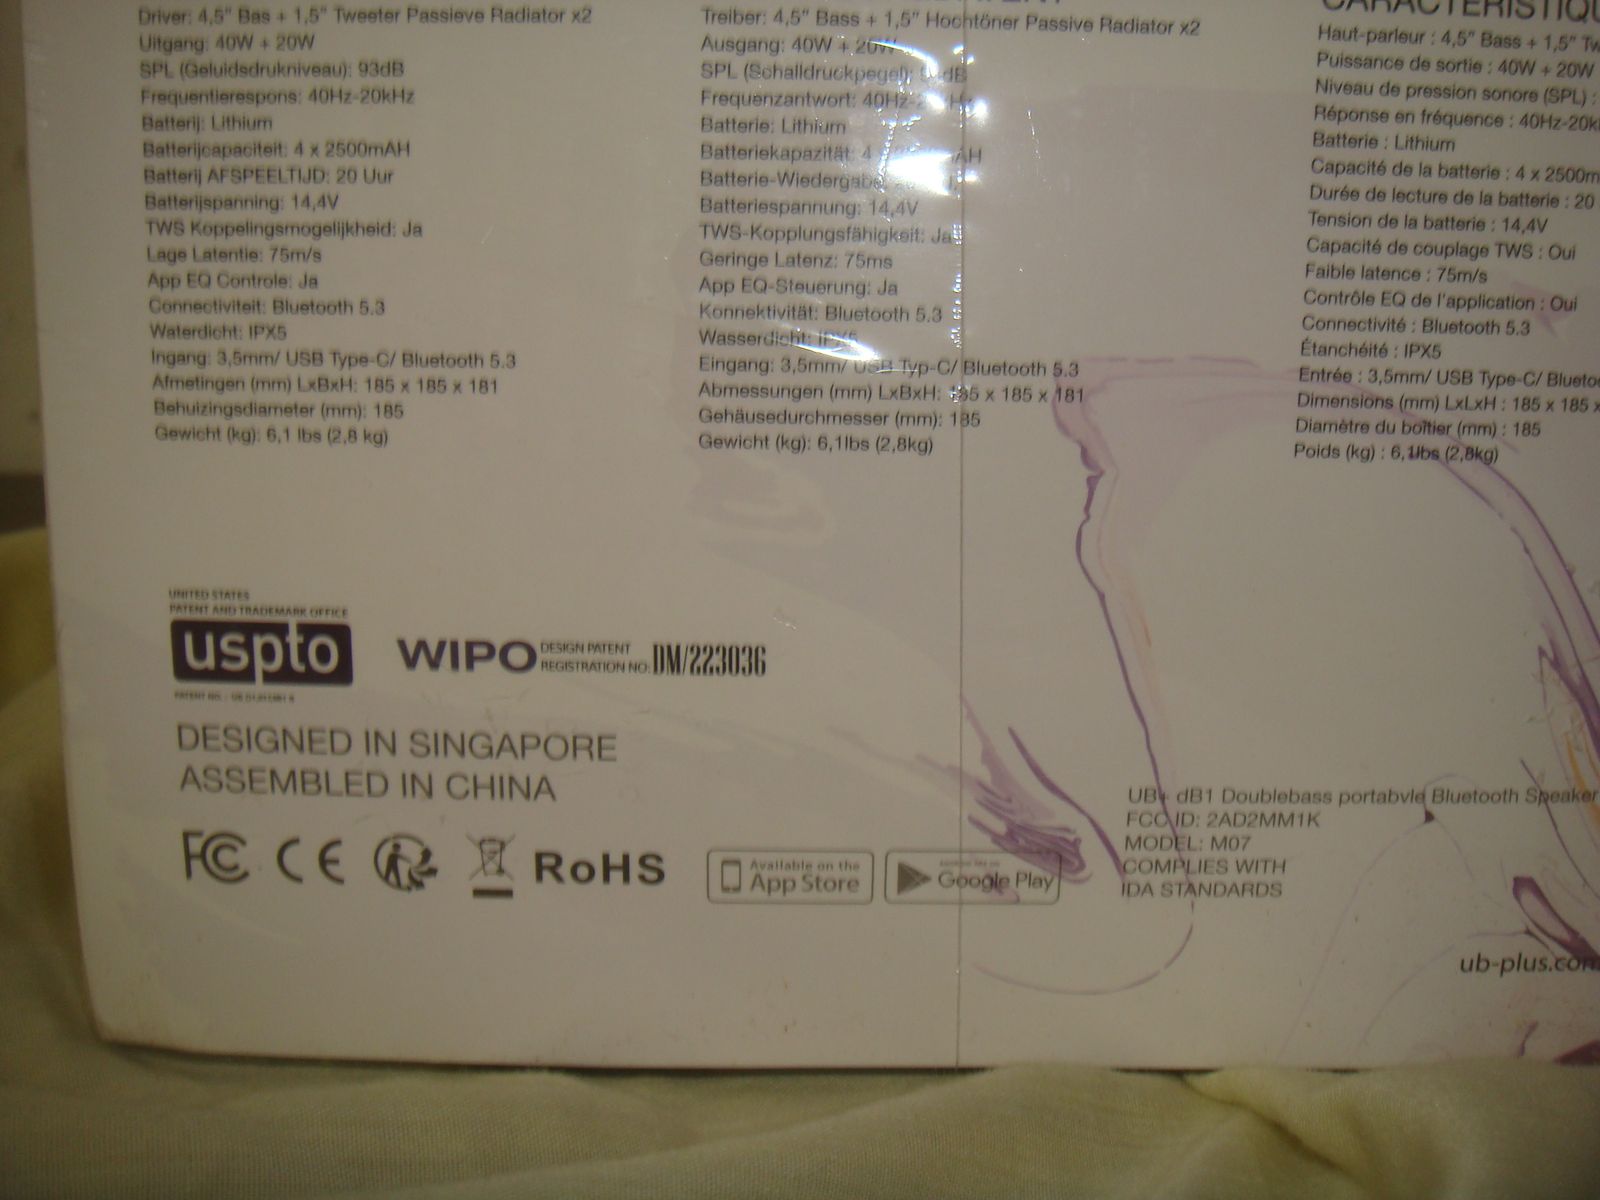 Driver: 4,5" Bas + 1,5" Tweeter Passieve Radiator x2
Uitgang: 40W + 20W
SPL (Geluidsdrukniveau): 93dB
Frequentierespons: 40Hz-20kHz
Batterij: Lithium
Batterijcapaciteit: 4 x 2500mAH
Batterij AFSPEELTIJD: 20 Uur
Batterijspanning: 14,4V
TWS Koppelingsmogelijkheid: Ja
Lage Latentie: 75m/s
App EQ Controle: Ja
Connectiviteit: Bluetooth 5.3
Waterdicht: IPX5
Ingang: 3,5mm/ USB Type-C/ Bluetooth 5.3
Afmetingen (mm) LxBxH: 185 x 185 x 181
Behuizingsdiameter (mm): 185
Gewicht (kg): 6,1 lbs (2,8 kg)
Treiber: 4,5" Bass + 1,5" Hochtöner Passive Radiator x2
Ausgang: 40W + 20W
SPL (Schalldruckpegel): 93dB
Frequenzantwort: 40Hz-20kHz
Batterie: Lithium
Batteriekapazität: 4
Batterie-Wiedergabe:
Batteriespannung: 14,4V
TWS-Kopplungsfähigkeit: Ja
Geringe Latenz: 75ms
App EQ-Steuerung: Ja
Konnektivität: Bluetooth 5.3
Wasserdicht: IPX5
Eingang: 3,5mm/ USB Typ-C/ Bluetooth 5.3
Abmessungen (mm) LxBxH: 185 x 185 x 181
Gehäusedurchmesser (mm): 185
Gewicht (kg): 6,1lbs (2,8kg)
Haut-parleur : 4,5" Bass + 1,5" Tw
Puissance de sortie : 40W + 20W
Niveau de pression sonore (SPL) :
Réponse en fréquence : 40Hz-20k
Batterie : Lithium
Capacité de la batterie : 4 x 2500m
Durée de lecture de la batterie : 20
Tension de la batterie : 14,4V
Capacité de couplage TWS : Oui
Faible latence : 75m/s
Contrôle EQ de l'application : Oui
Connectivité : Bluetooth 5.3
Étanchéité : IPX5
Entrée : 3,5mm/ USB Type-C/ Blueto
Dimensions (mm) LxLxH : 185 x 185 x
Diamètre du boîtier (mm) : 185
Poids (kg) : 6,1lbs (2,8kg)
UNITED STATES
PATENT AND TRADEMARK OFFICE
uspto
WIPO DESIGN PATENT
REGISTRATION NO: DM/223036
DESIGNED IN SINGAPORE
ASSEMBLED IN CHINA
FC CE RoHS
Available on the
App Store
Google Play
UB+ dB1 Doublebass portabvle Bluetooth Speaker
FCC ID: 2AD2MM1K
MODEL: M07
COMPLIES WITH
IDA STANDARDS
ub-plus.com